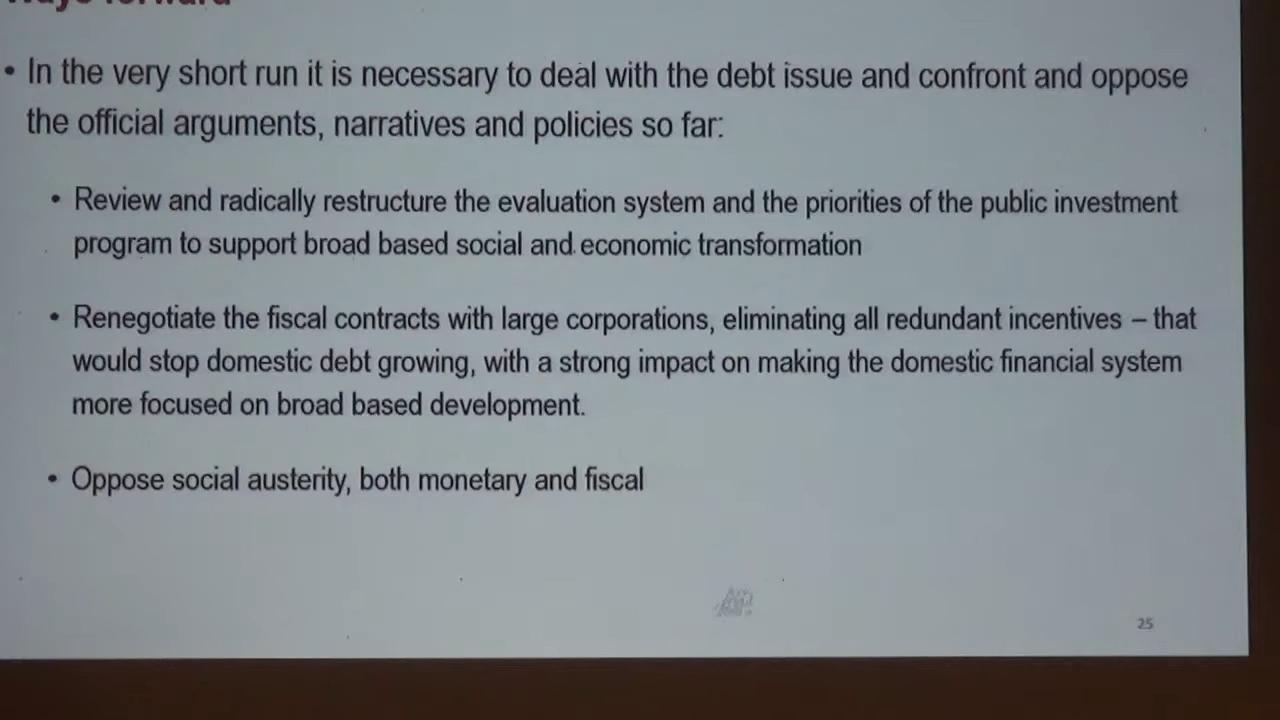 Ways forward
• In the very short run it is necessary to deal with the debt issue and confront and oppose
the official arguments, narratives and policies so far:
• Review and radically restructure the evaluation system and the priorities of the public investment
program to support broad based social and economic transformation
• Renegotiate the fiscal contracts with large corporations, eliminating all redundant incentives – that
would stop domestic debt growing, with a strong impact on making the domestic financial system
more focused on broad based development.
• Oppose social austerity, both monetary and fiscal
25